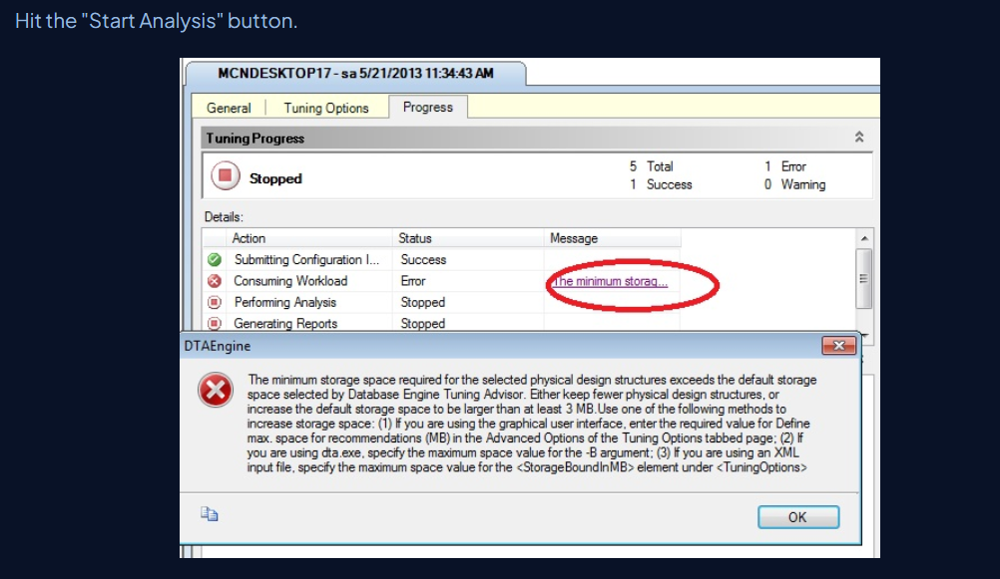 Hit the "Start Analysis" button.
MCNDESKTOP17 - sa 5/21/2013 11:34:43 AM
General Tuning Options Progress
Tuning Progress
Stopped
5 Total 1 Error
1 Success 0 Warning
Details:
Action Status Message
Submitting Configuration I... Success
Consuming Workload Error The minimum storag...
Performing Analysis Stopped
Generating Reports Stopped
DTAEngine
The minimum storage space required for the selected physical design structures exceeds the default storage
space selected by Database Engine Tuning Advisor. Either keep fewer physical design structures, or
increase the default storage space to be larger than at least 3 MB.Use one of the following methods to
increase storage space: (1) If you are using the graphical user interface, enter the required value for Define
max. space for recommendations (MB) in the Advanced Options of the Tuning Options tabbed page; (2) If
you are using dta.exe, specify the maximum space value for the -B argument; (3) If you are using an XML
input file, specify the maximum space value for the <StorageBoundInMB> element under <TuningOptions>
OK